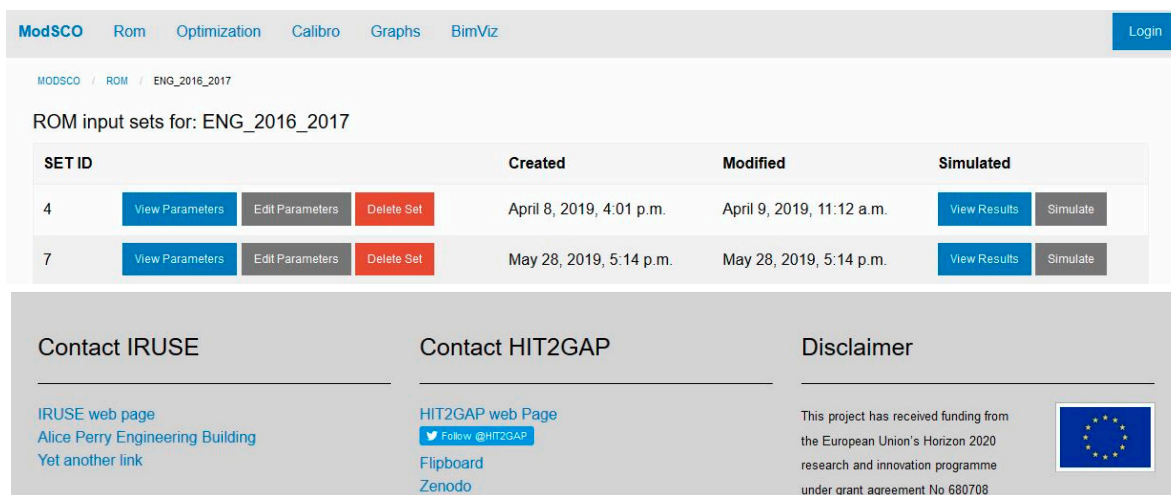 ModSCO Rom Optimization Calibro Graphs BimViz Login
MODSCO / ROM / ENG_2016_2017
ROM input sets for: ENG_2016_2017
SET ID Created Modified Simulated
4 View Parameters Edit Parameters Delete Set April 8, 2019, 4:01 p.m. April 9, 2019, 11:12 a.m. View Results Simulate
7 View Parameters Edit Parameters Delete Set May 28, 2019, 5:14 p.m. May 28, 2019, 5:14 p.m. View Results Simulate
Contact IRUSE
IRUSE web page
Alice Perry Engineering Building
Yet another link
Contact HIT2GAP
HIT2GAP web Page
Follow @HIT2GAP
Flipboard
Zenodo
Disclaimer
This project has received funding from
the European Union's Horizon 2020
research and innovation programme
under grant agreement No 680708